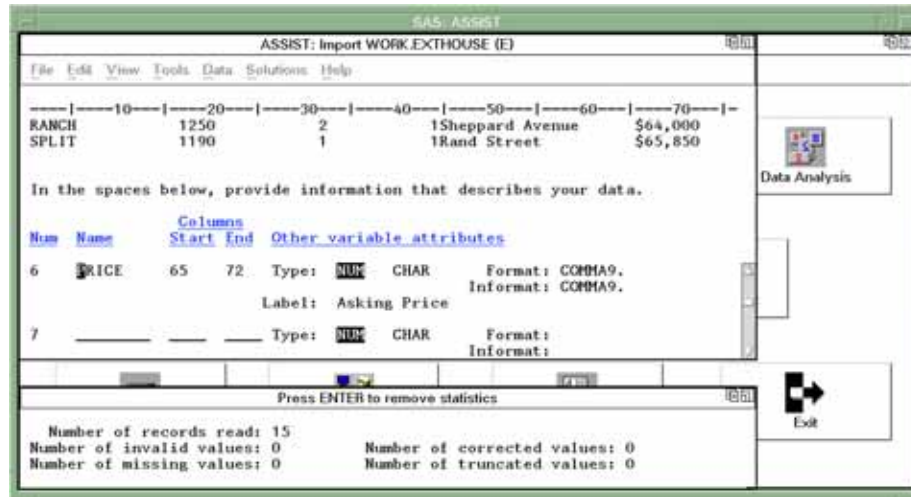 SAS: ASSIST
ASSIST: Import WORK.EXTHOUSE (E)
File Edit View Tools Data Solutions Help
----|----10---|----20---|----30---|----40---|----50---|----60---|----70---|-
RANCH 1250 2 1Sheppard Avenue $64,000
SPLIT 1190 1 1Rand Street $65,850
In the spaces below, provide information that describes your data.
Columns
Num Name Start End Other variable attributes
6 PRICE 65 72 Type: NUM CHAR Format: COMMA9.
Informat: COMMA9.
Label: Asking Price
7 ________ ____ ____ Type: NUM CHAR Format:
Informat:
Data Analysis
Press ENTER to remove statistics
Number of records read: 15
Number of invalid values: 0 Number of corrected values: 0
Number of missing values: 0 Number of truncated values: 0
Exit